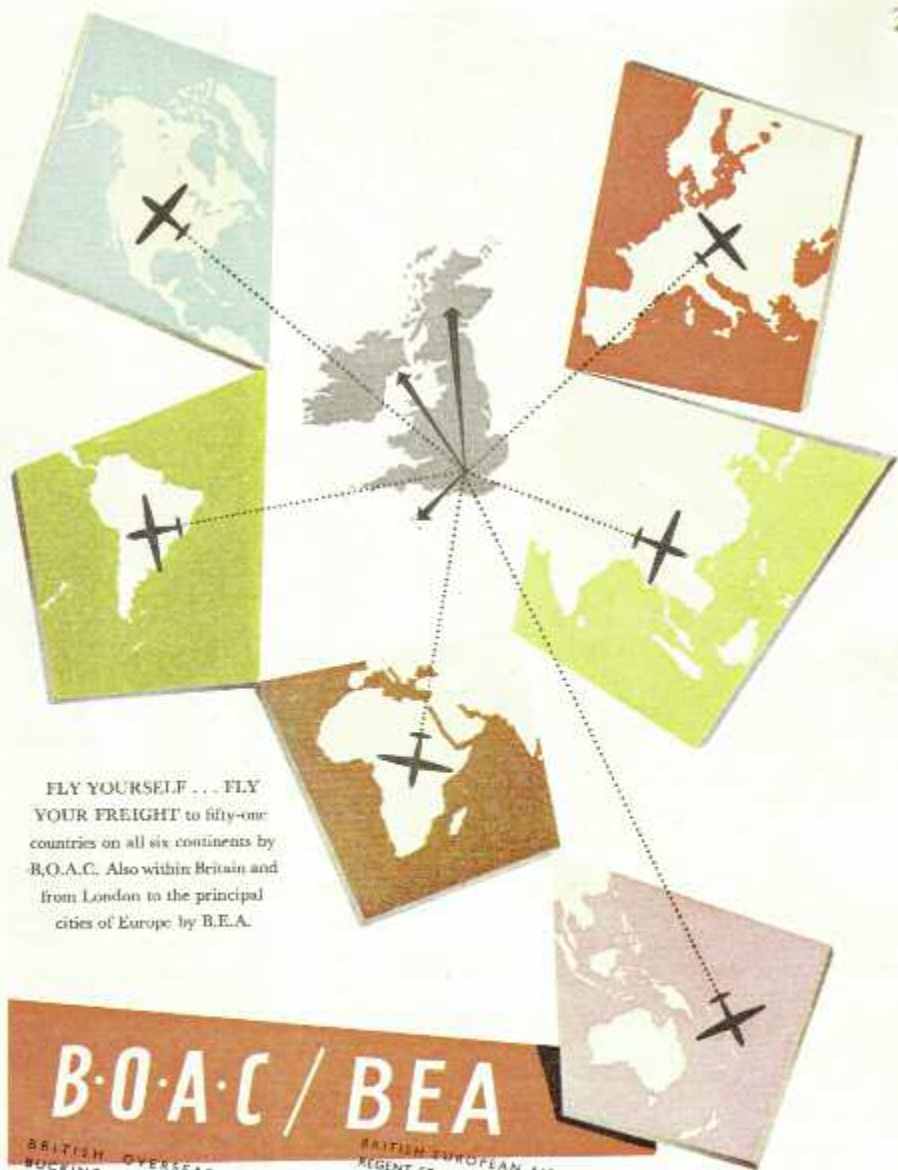 FLY YOURSELF . . . FLY
YOUR FREIGHT to fifty-one
countries on all six continents by
B.O.A.C. Also within Britain and
from London to the principal
cities of Europe by B.E.A.
B·O·A·C / BEA
BRITISH OVERSEAS
BRITISH EUROPEAN
REGENT